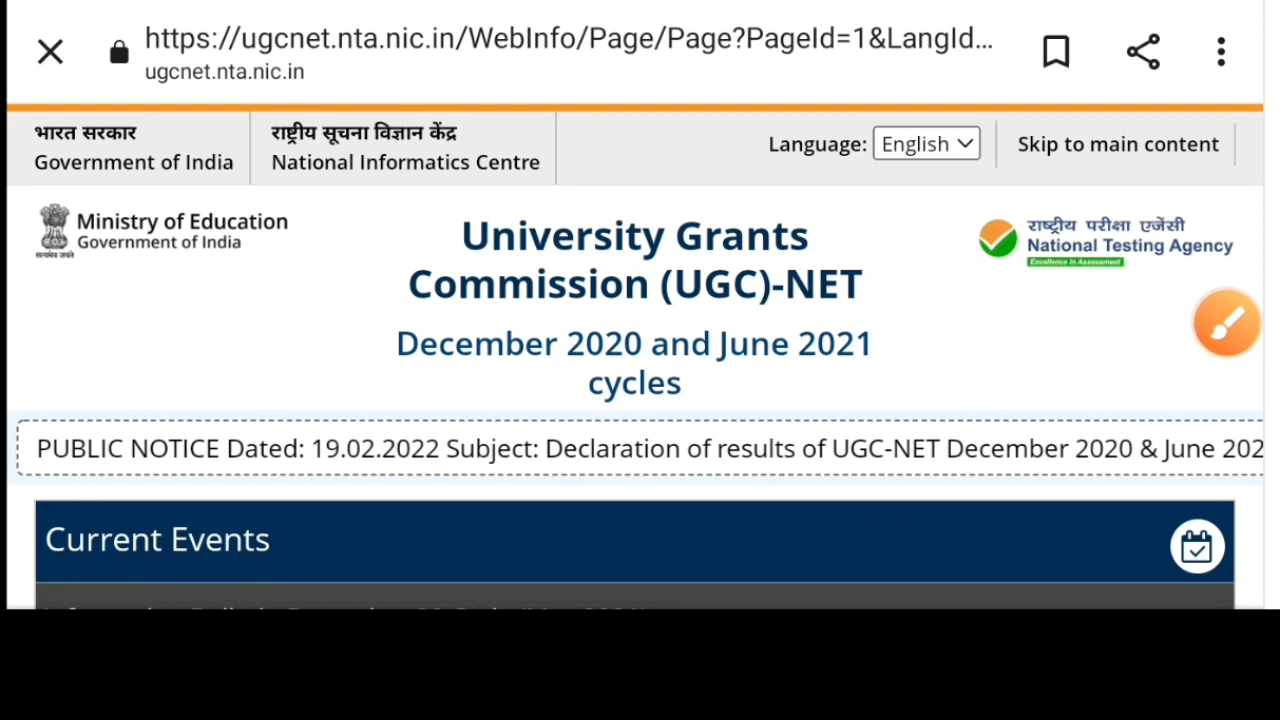 https://ugcnet.nta.nic.in/WebInfo/Page/Page?PageId=1&LangId...
ugcnet.nta.nic.in
भारत सरकार
Government of India
राष्ट्रीय सूचना विज्ञान केंद्र
National Informatics Centre
Language: English
Skip to main content
Ministry of Education
Government of India
सत्यमेव जयते
University Grants
Commission (UGC)-NET
December 2020 and June 2021
cycles
राष्ट्रीय परीक्षा एजेंसी
National Testing Agency
Excellence in Assessment
PUBLIC NOTICE Dated: 19.02.2022 Subject: Declaration of results of UGC-NET December 2020 & June 202
Current Events